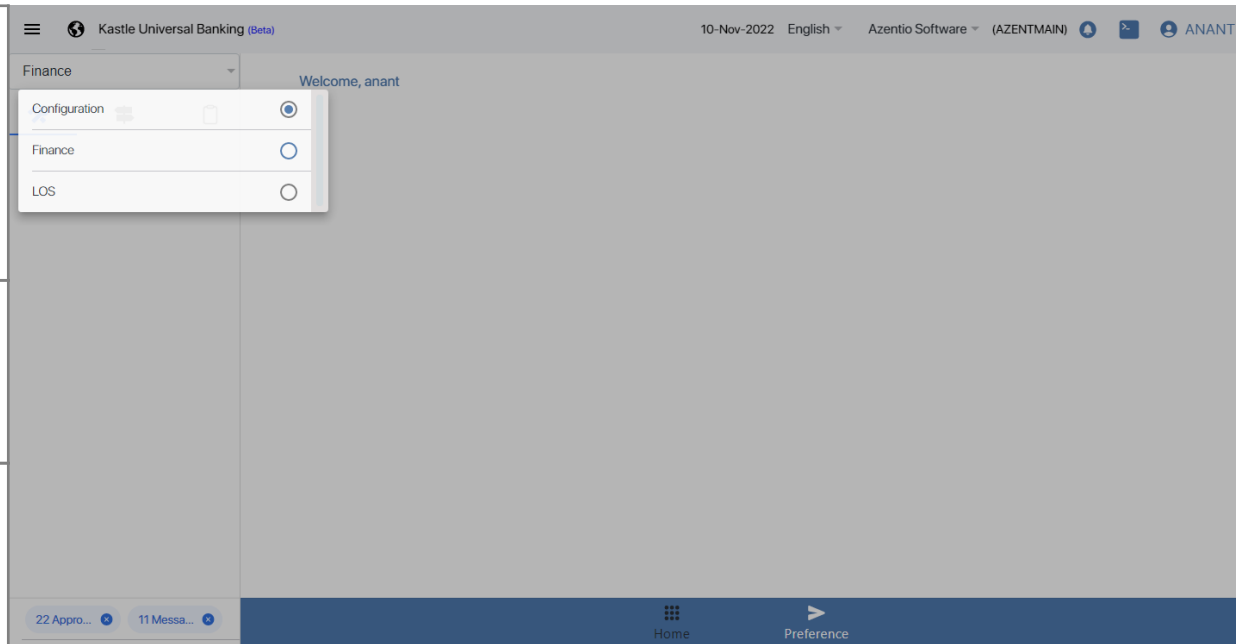 Kastle Universal Banking (Beta)
10-Nov-2022 English Azentio Software (AZENTMAIN) ANANT
Finance
Welcome, anant
Configuration
Finance
LOS
22 Appro... 11 Messa...
Home Preference